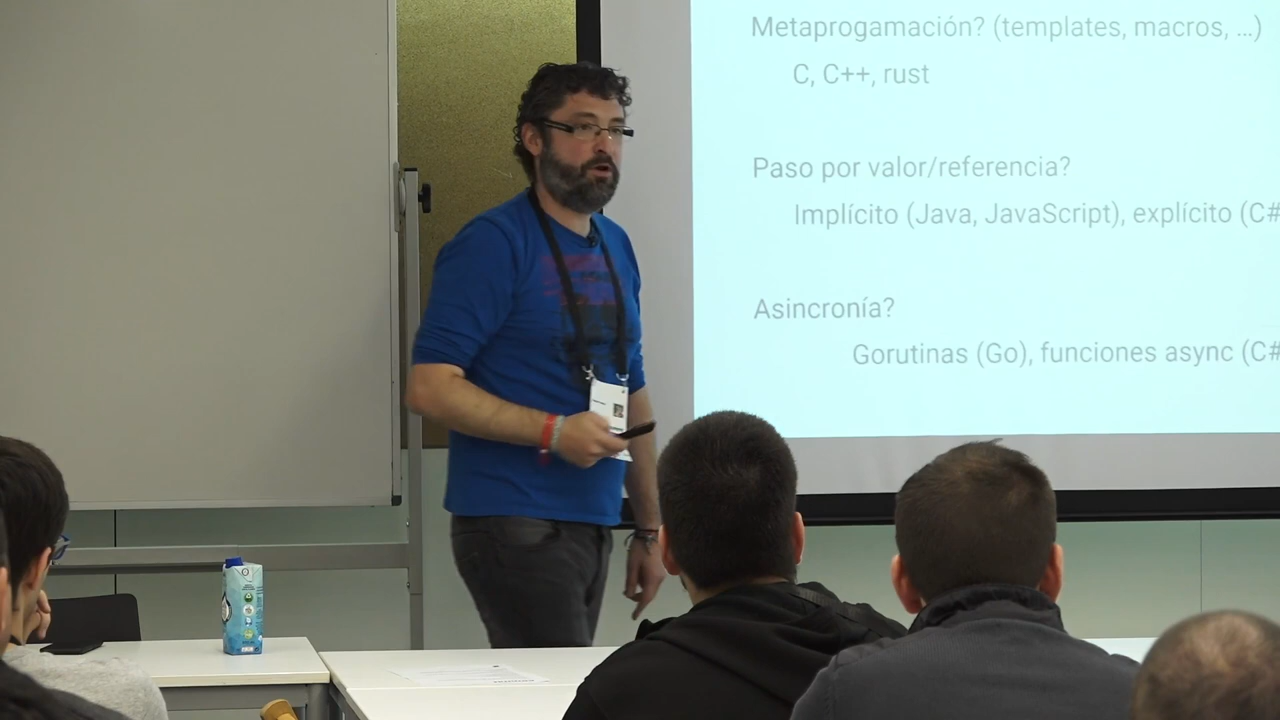 Metaprogamación? (templates, macros, ...)
C, C++, rust
Paso por valor/referencia?
Implícito (Java, JavaScript), explícito (C#
Asincronía?
Gorutinas (Go), funciones async (C#